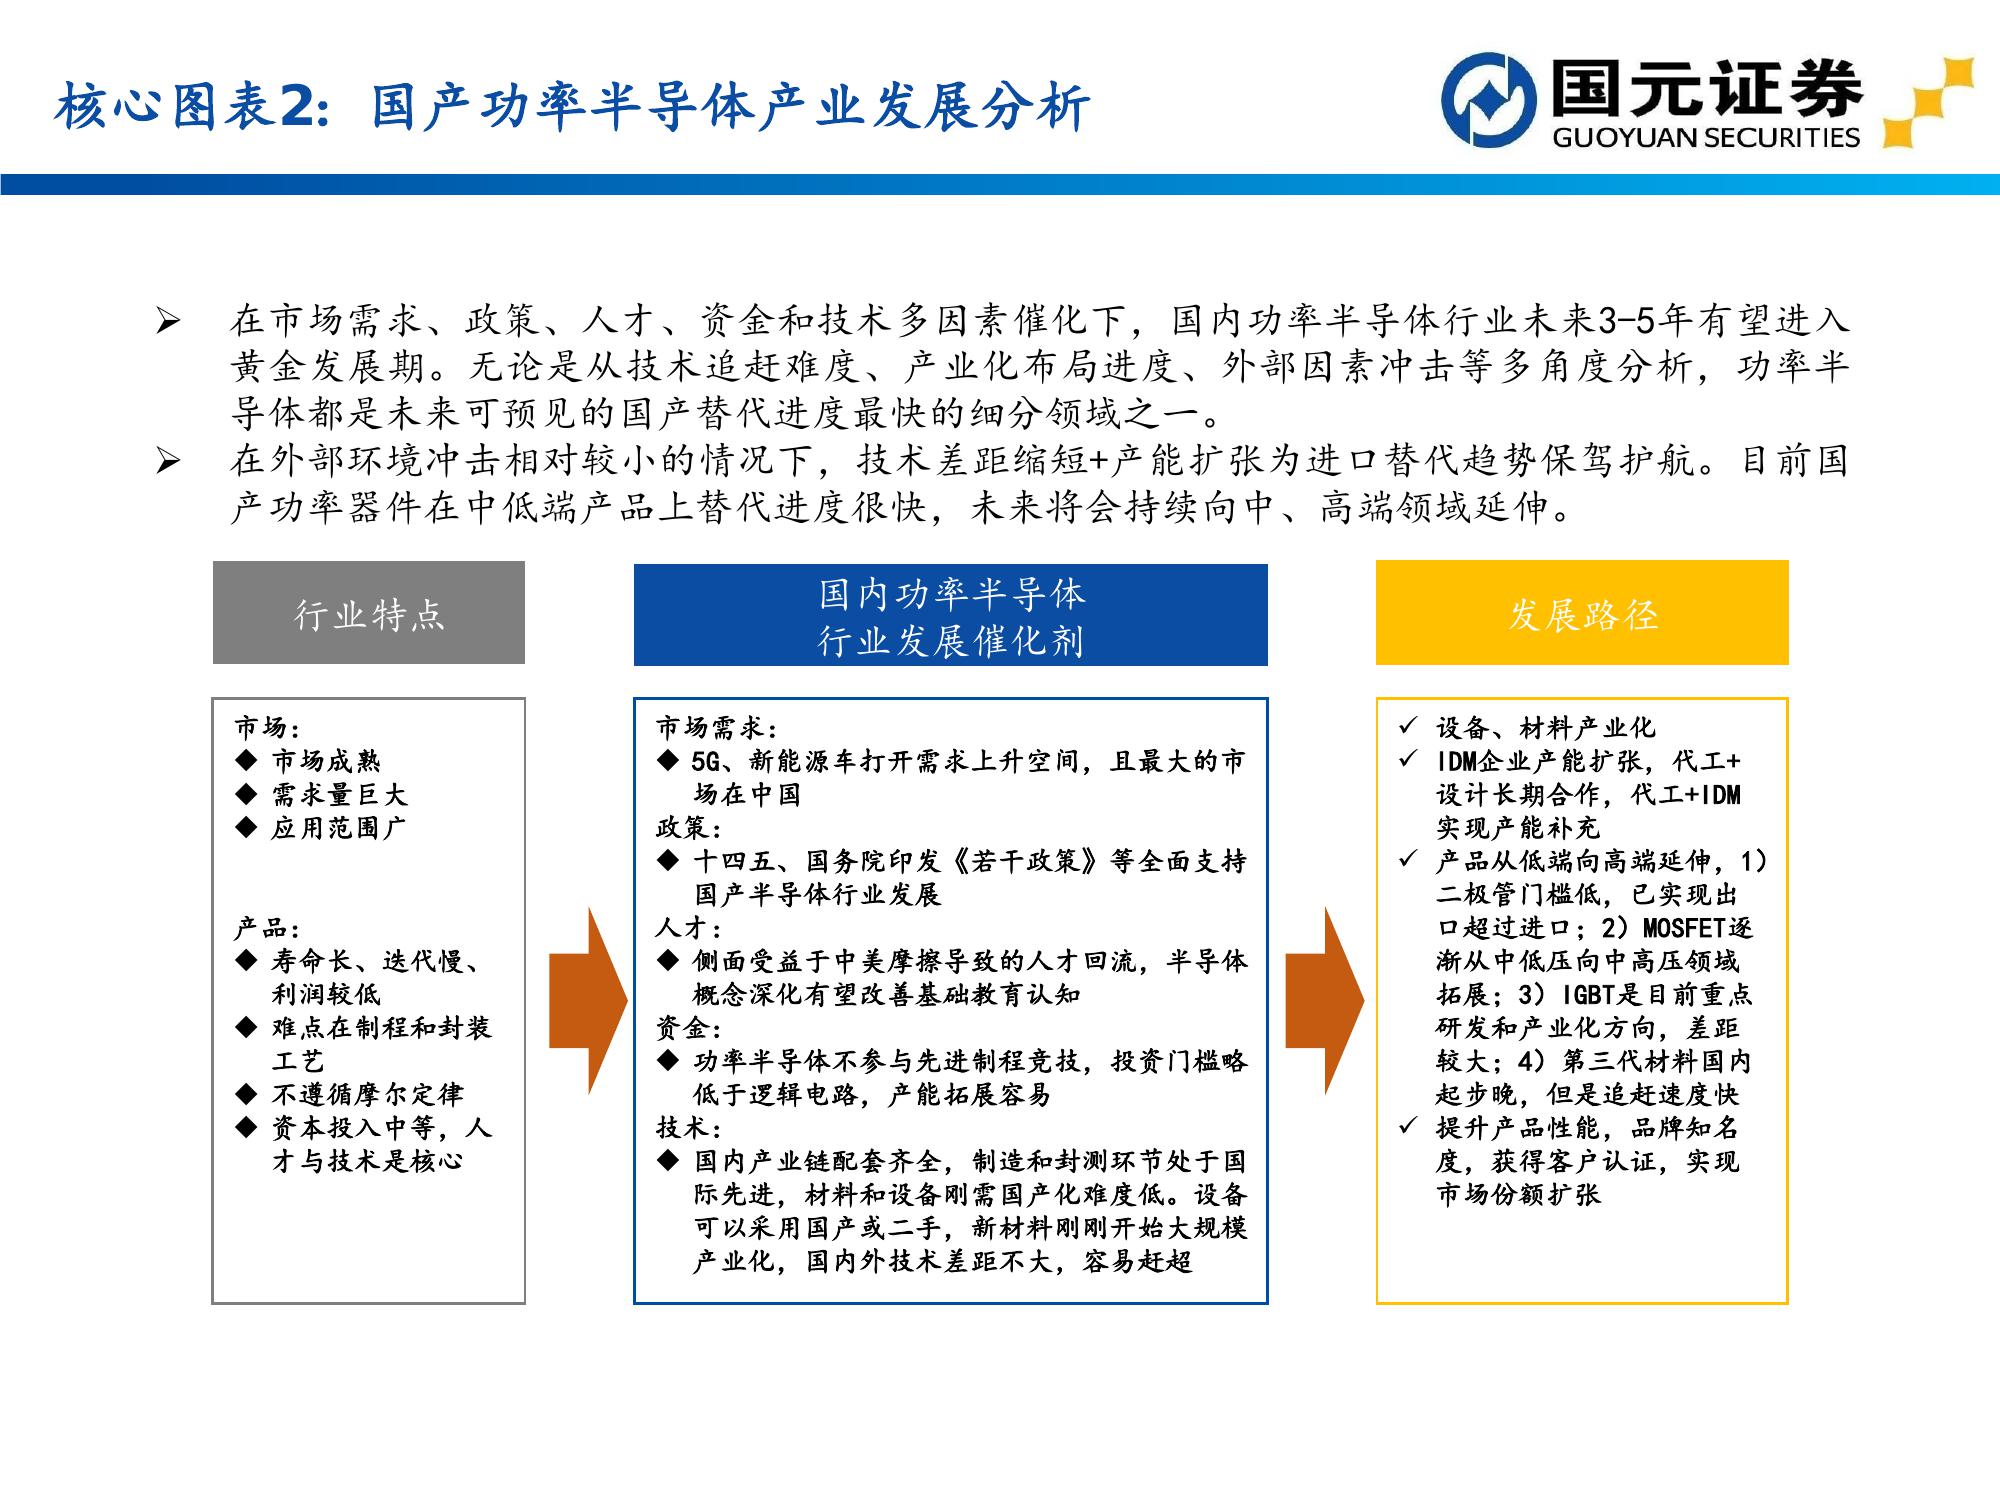 核心图表2：国产功率半导体产业发展分析
国元证券
GUOYUAN SECURITIES
➢ 在市场需求、政策、人才、资金和技术多因素催化下，国内功率半导体行业未来3-5年有望进入
黄金发展期。无论是从技术追赶难度、产业化布局进度、外部因素冲击等多角度分析，功率半
导体都是未来可预见的国产替代进度最快的细分领域之一。
➢ 在外部环境冲击相对较小的情况下，技术差距缩短+产能扩张为进口替代趋势保驾护航。目前国
产功率器件在中低端产品上替代进度很快，未来将会持续向中、高端领域延伸。
行业特点
市场：
◆ 市场成熟
◆ 需求量巨大
◆ 应用范围广
产品：
◆ 寿命长、迭代慢、
利润较低
◆ 难点在制程和封装
工艺
◆ 不遵循摩尔定律
◆ 资本投入中等，人
才与技术是核心
国内功率半导体
行业发展催化剂
市场需求：
◆ 5G、新能源车打开需求上升空间，且最大的市
场在中国
政策：
◆ 十四五、国务院印发《若干政策》等全面支持
国产半导体行业发展
人才：
◆ 侧面受益于中美摩擦导致的人才回流，半导体
概念深化有望改善基础教育认知
资金：
◆ 功率半导体不参与先进制程竞技，投资门槛略
低于逻辑电路，产能拓展容易
技术：
◆ 国内产业链配套齐全，制造和封测环节处于国
际先进，材料和设备刚需国产化难度低。设备
可以采用国产或二手，新材料刚刚开始大规模
产业化，国内外技术差距不大，容易赶超
发展路径
✓ 设备、材料产业化
✓ IDM企业产能扩张，代工+
设计长期合作，代工+IDM
实现产能补充
✓ 产品从低端向高端延伸，1）
二极管门槛低，已实现出
口超过进口；2）MOSFET逐
渐从中低压向中高压领域
拓展；3）IGBT是目前重点
研发和产业化方向，差距
较大；4）第三代材料国内
起步晚，但是追赶速度快
✓ 提升产品性能，品牌知名
度，获得客户认证，实现
市场份额扩张